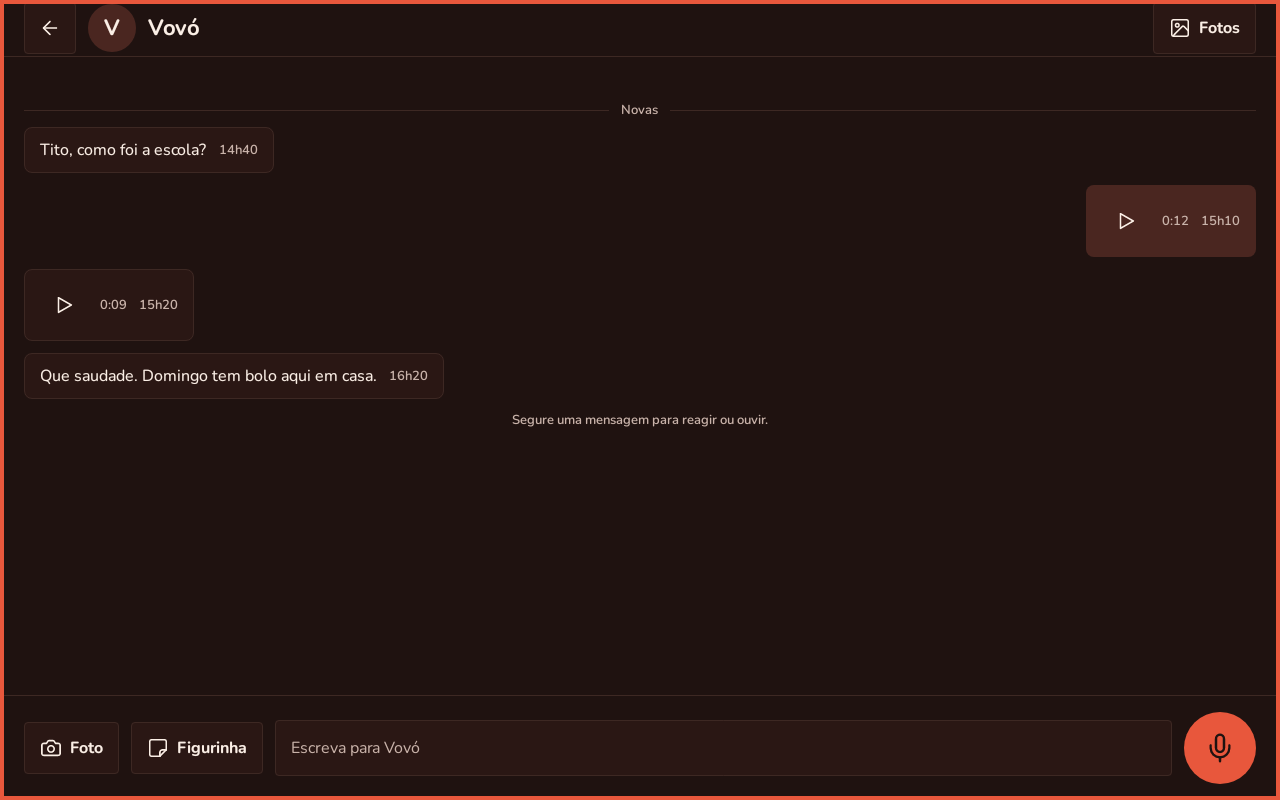 V Vovó Fotos
Novas
Tito, como foi a escola? 14h40
0:12 15h10
0:09 15h20
Que saudade. Domingo tem bolo aqui em casa. 16h20
Segure uma mensagem para reagir ou ouvir.
Foto Figurinha Escreva para Vovó